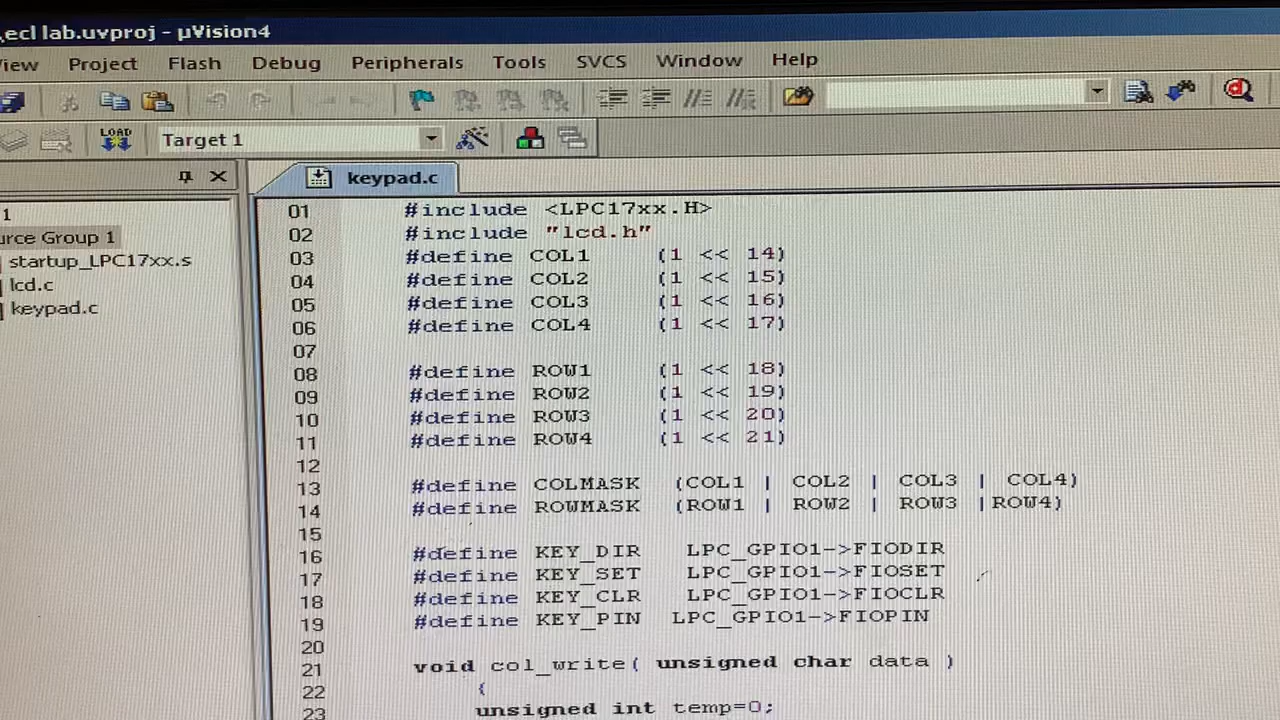 ecl lab.uvproj - µVision4
View Project Flash Debug Peripherals Tools SVCS Window Help
LOAD Target 1
keypad.c
1
urce Group 1
startup_LPC17xx.s
lcd.c
keypad.c
01 #include <LPC17xx.H>
02 #include "lcd.h"
03 #define COL1 (1 << 14)
04 #define COL2 (1 << 15)
05 #define COL3 (1 << 16)
06 #define COL4 (1 << 17)
07
08 #define ROW1 (1 << 18)
09 #define ROW2 (1 << 19)
10 #define ROW3 (1 << 20)
11 #define ROW4 (1 << 21)
12
13 #define COLMASK (COL1 | COL2 | COL3 | COL4)
14 #define ROWMASK (ROW1 | ROW2 | ROW3 |ROW4)
15
16 #define KEY_DIR LPC_GPIO1->FIODIR
17 #define KEY_SET LPC_GPIO1->FIOSET
18 #define KEY_CLR LPC_GPIO1->FIOCLR
19 #define KEY_PIN LPC_GPIO1->FIOPIN
20
21 void col_write( unsigned char data )
22 {
23 unsigned int temp=0;